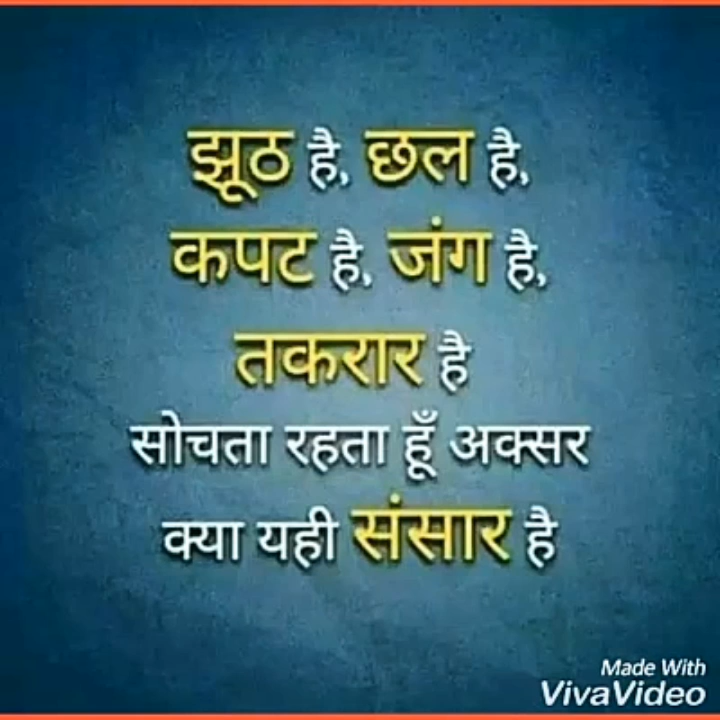 झूठ है, छल है,
कपट है, जंग है,
तकरार है
सोचता रहता हूँ अक्सर
क्या यही संसार है
Made With
VivaVideo